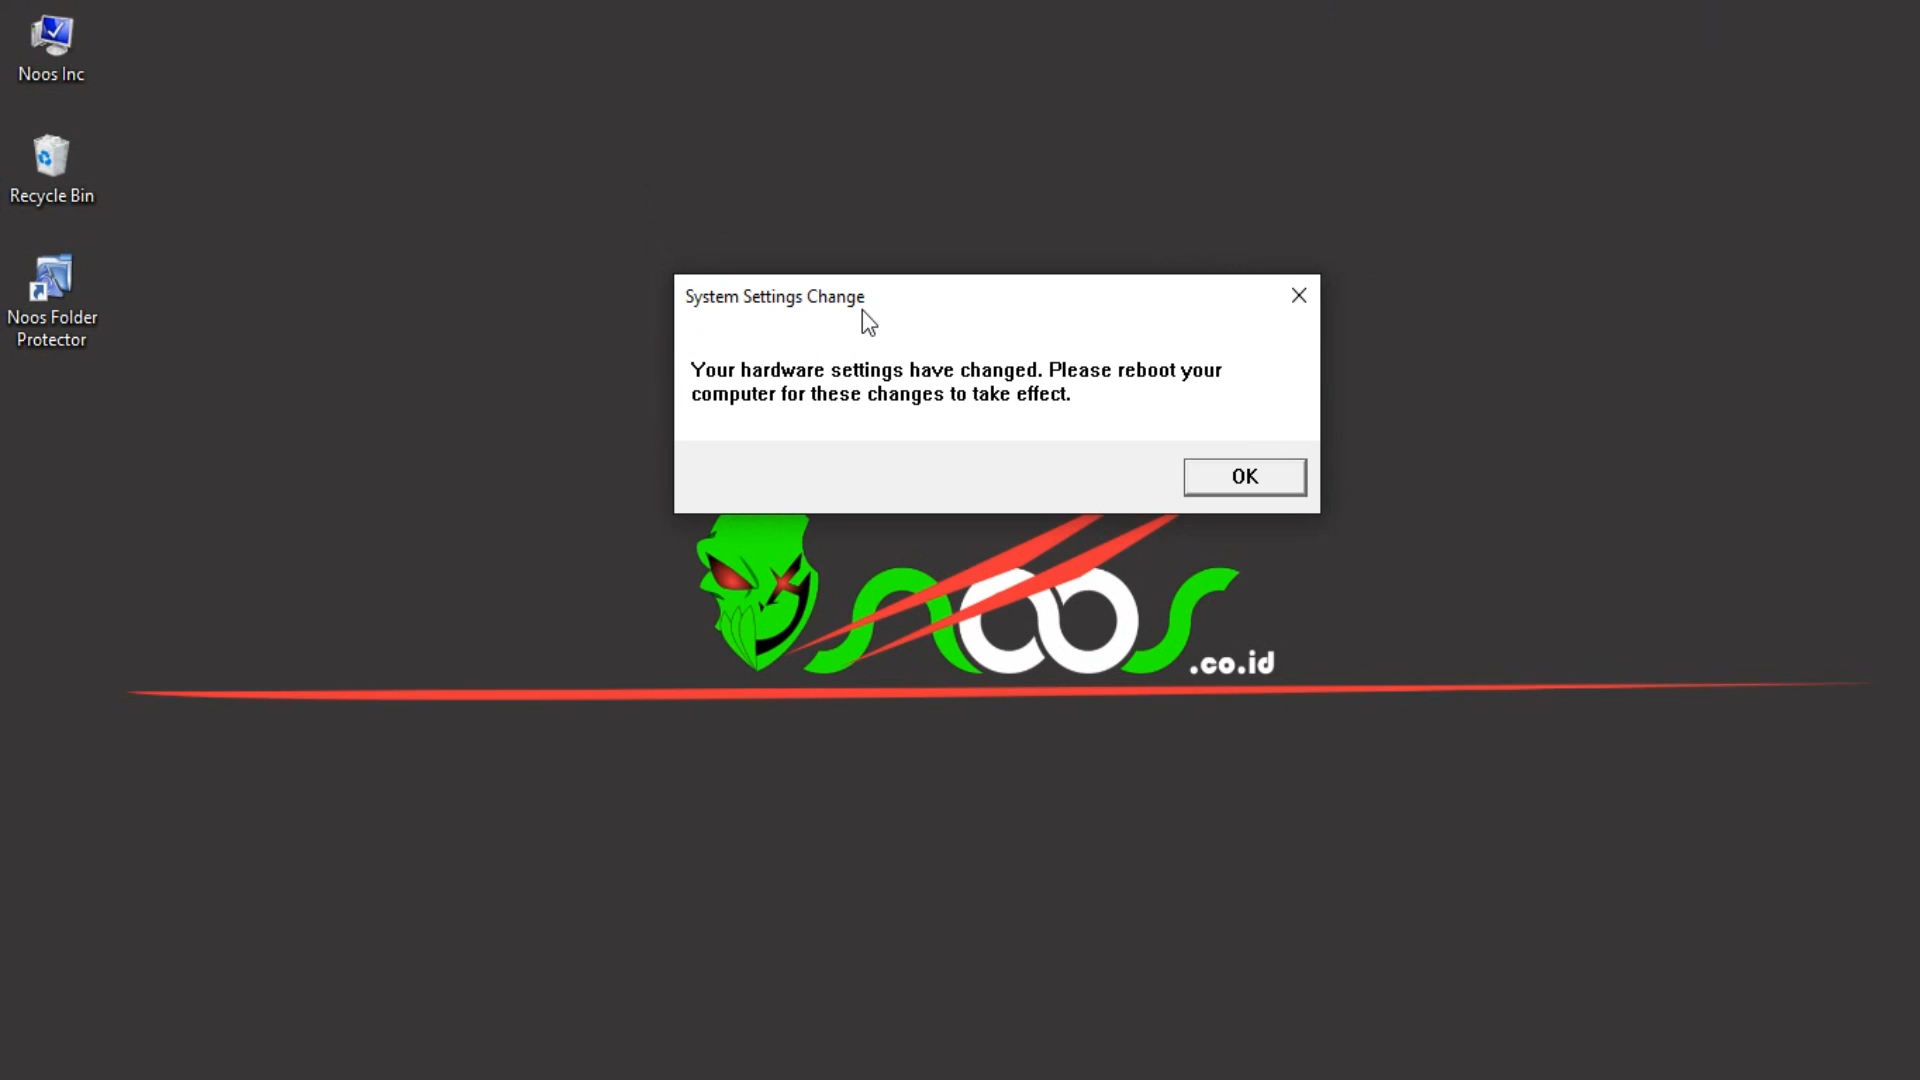 Noos Inc
Recycle Bin
Noos Folder
Protector
System Settings Change
Your hardware settings have changed. Please reboot your
computer for these changes to take effect.
OK
noos
.co.id